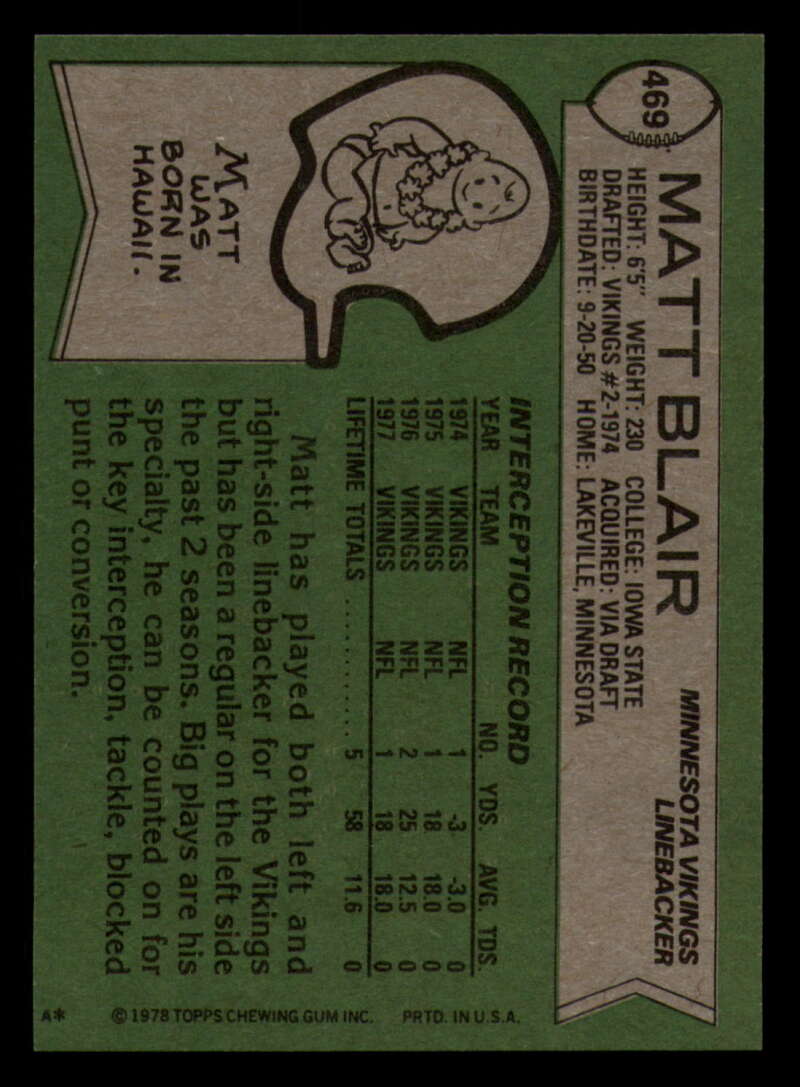 469
MATT BLAIR
MINNESOTA VIKINGS
LINEBACKER
HEIGHT: 6'5" WEIGHT: 230 COLLEGE: IOWA STATE
DRAFTED: VIKINGS #2-1974 ACQUIRED: VIA DRAFT
BIRTHDATE: 9-20-50 HOME: LAKEVILLE, MINNESOTA
MATT
WAS
BORN IN
HAWAII.
INTERCEPTION RECORD
YEAR TEAM NO. YDS. AVG. TDS.
1974 VIKINGS NFL 1 -3 -3.0 0
1975 VIKINGS NFL 1 18 18.0 0
1976 VIKINGS NFL 2 25 12.5 0
1977 VIKINGS NFL 1 18 18.0 0
LIFETIME TOTALS .......... 5 58 11.6 0
Matt has played both left and
right-side linebacker for the Vikings
but has been a regular on the left side
the past 2 seasons. Big plays are his
specialty, he can be counted on for
the key interception, tackle, blocked
punt or conversion.
A* © 1978 TOPPS CHEWING GUM INC. PRTD. IN U.S.A.